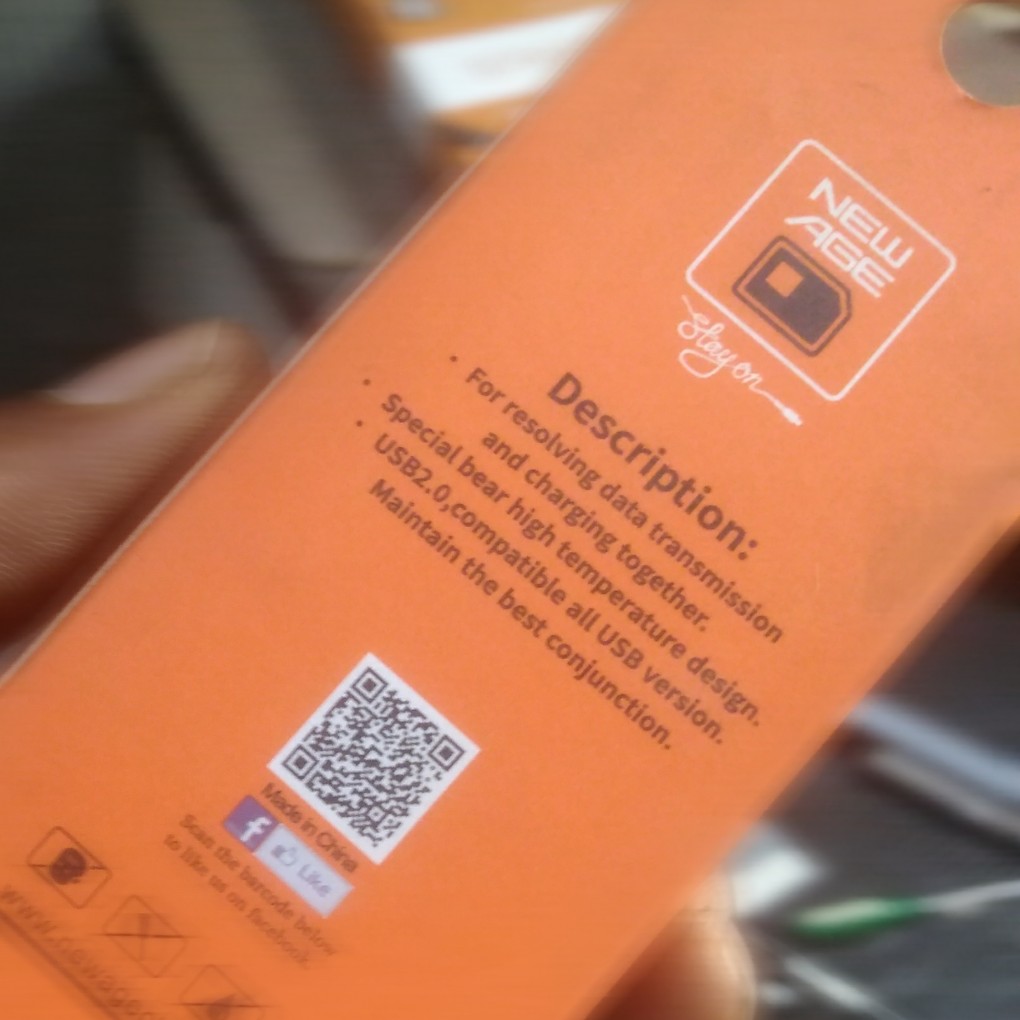 NEW
AGE
Stay on
Description:
• For resolving data transmission
and charging together.
• Special bear high temperature design.
• USB2.0,compatible all USB version.
Maintain the best conjunction.
Made in China
f Like
Scan the barcode below
to like us on facebook